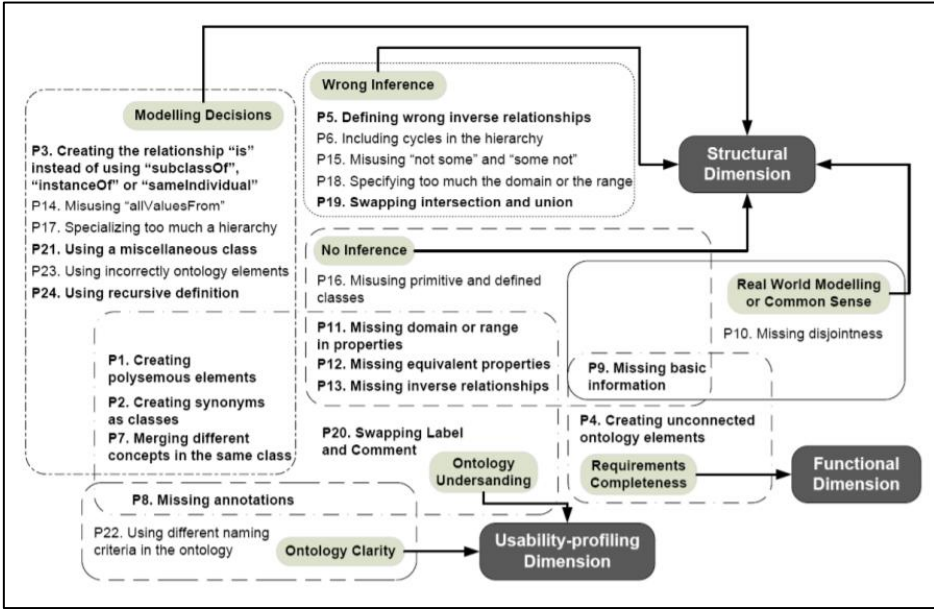 Modelling Decisions
P3. Creating the relationship “is”
instead of using “subclassOf”,
“instanceOf” or “sameIndividual”
P14. Misusing “allValuesFrom”
P17. Specializing too much a hierarchy
P21. Using a miscellaneous class
P23. Using incorrectly ontology elements
P24. Using recursive definition
P1. Creating
polysemous elements
P2. Creating synonyms
as classes
P7. Merging different
concepts in the same class
Wrong Inference
P5. Defining wrong inverse relationships
P6. Including cycles in the hierarchy
P15. Misusing “not some” and “some not”
P18. Specifying too much the domain or the range
P19. Swapping intersection and union
Structural
Dimension
No Inference
P16. Misusing primitive and defined
classes
P11. Missing domain or range
in properties
P12. Missing equivalent properties
P13. Missing inverse relationships
Real World Modelling
or Common Sense
P10. Missing disjointness
P9. Missing basic
information
P4. Creating unconnected
ontology elements
Requirements
Completeness
Functional
Dimension
P20. Swapping Label
and Comment
Ontology
Undersanding
P8. Missing annotations
P22. Using different naming
criteria in the ontology
Ontology Clarity
Usability-profiling
Dimension